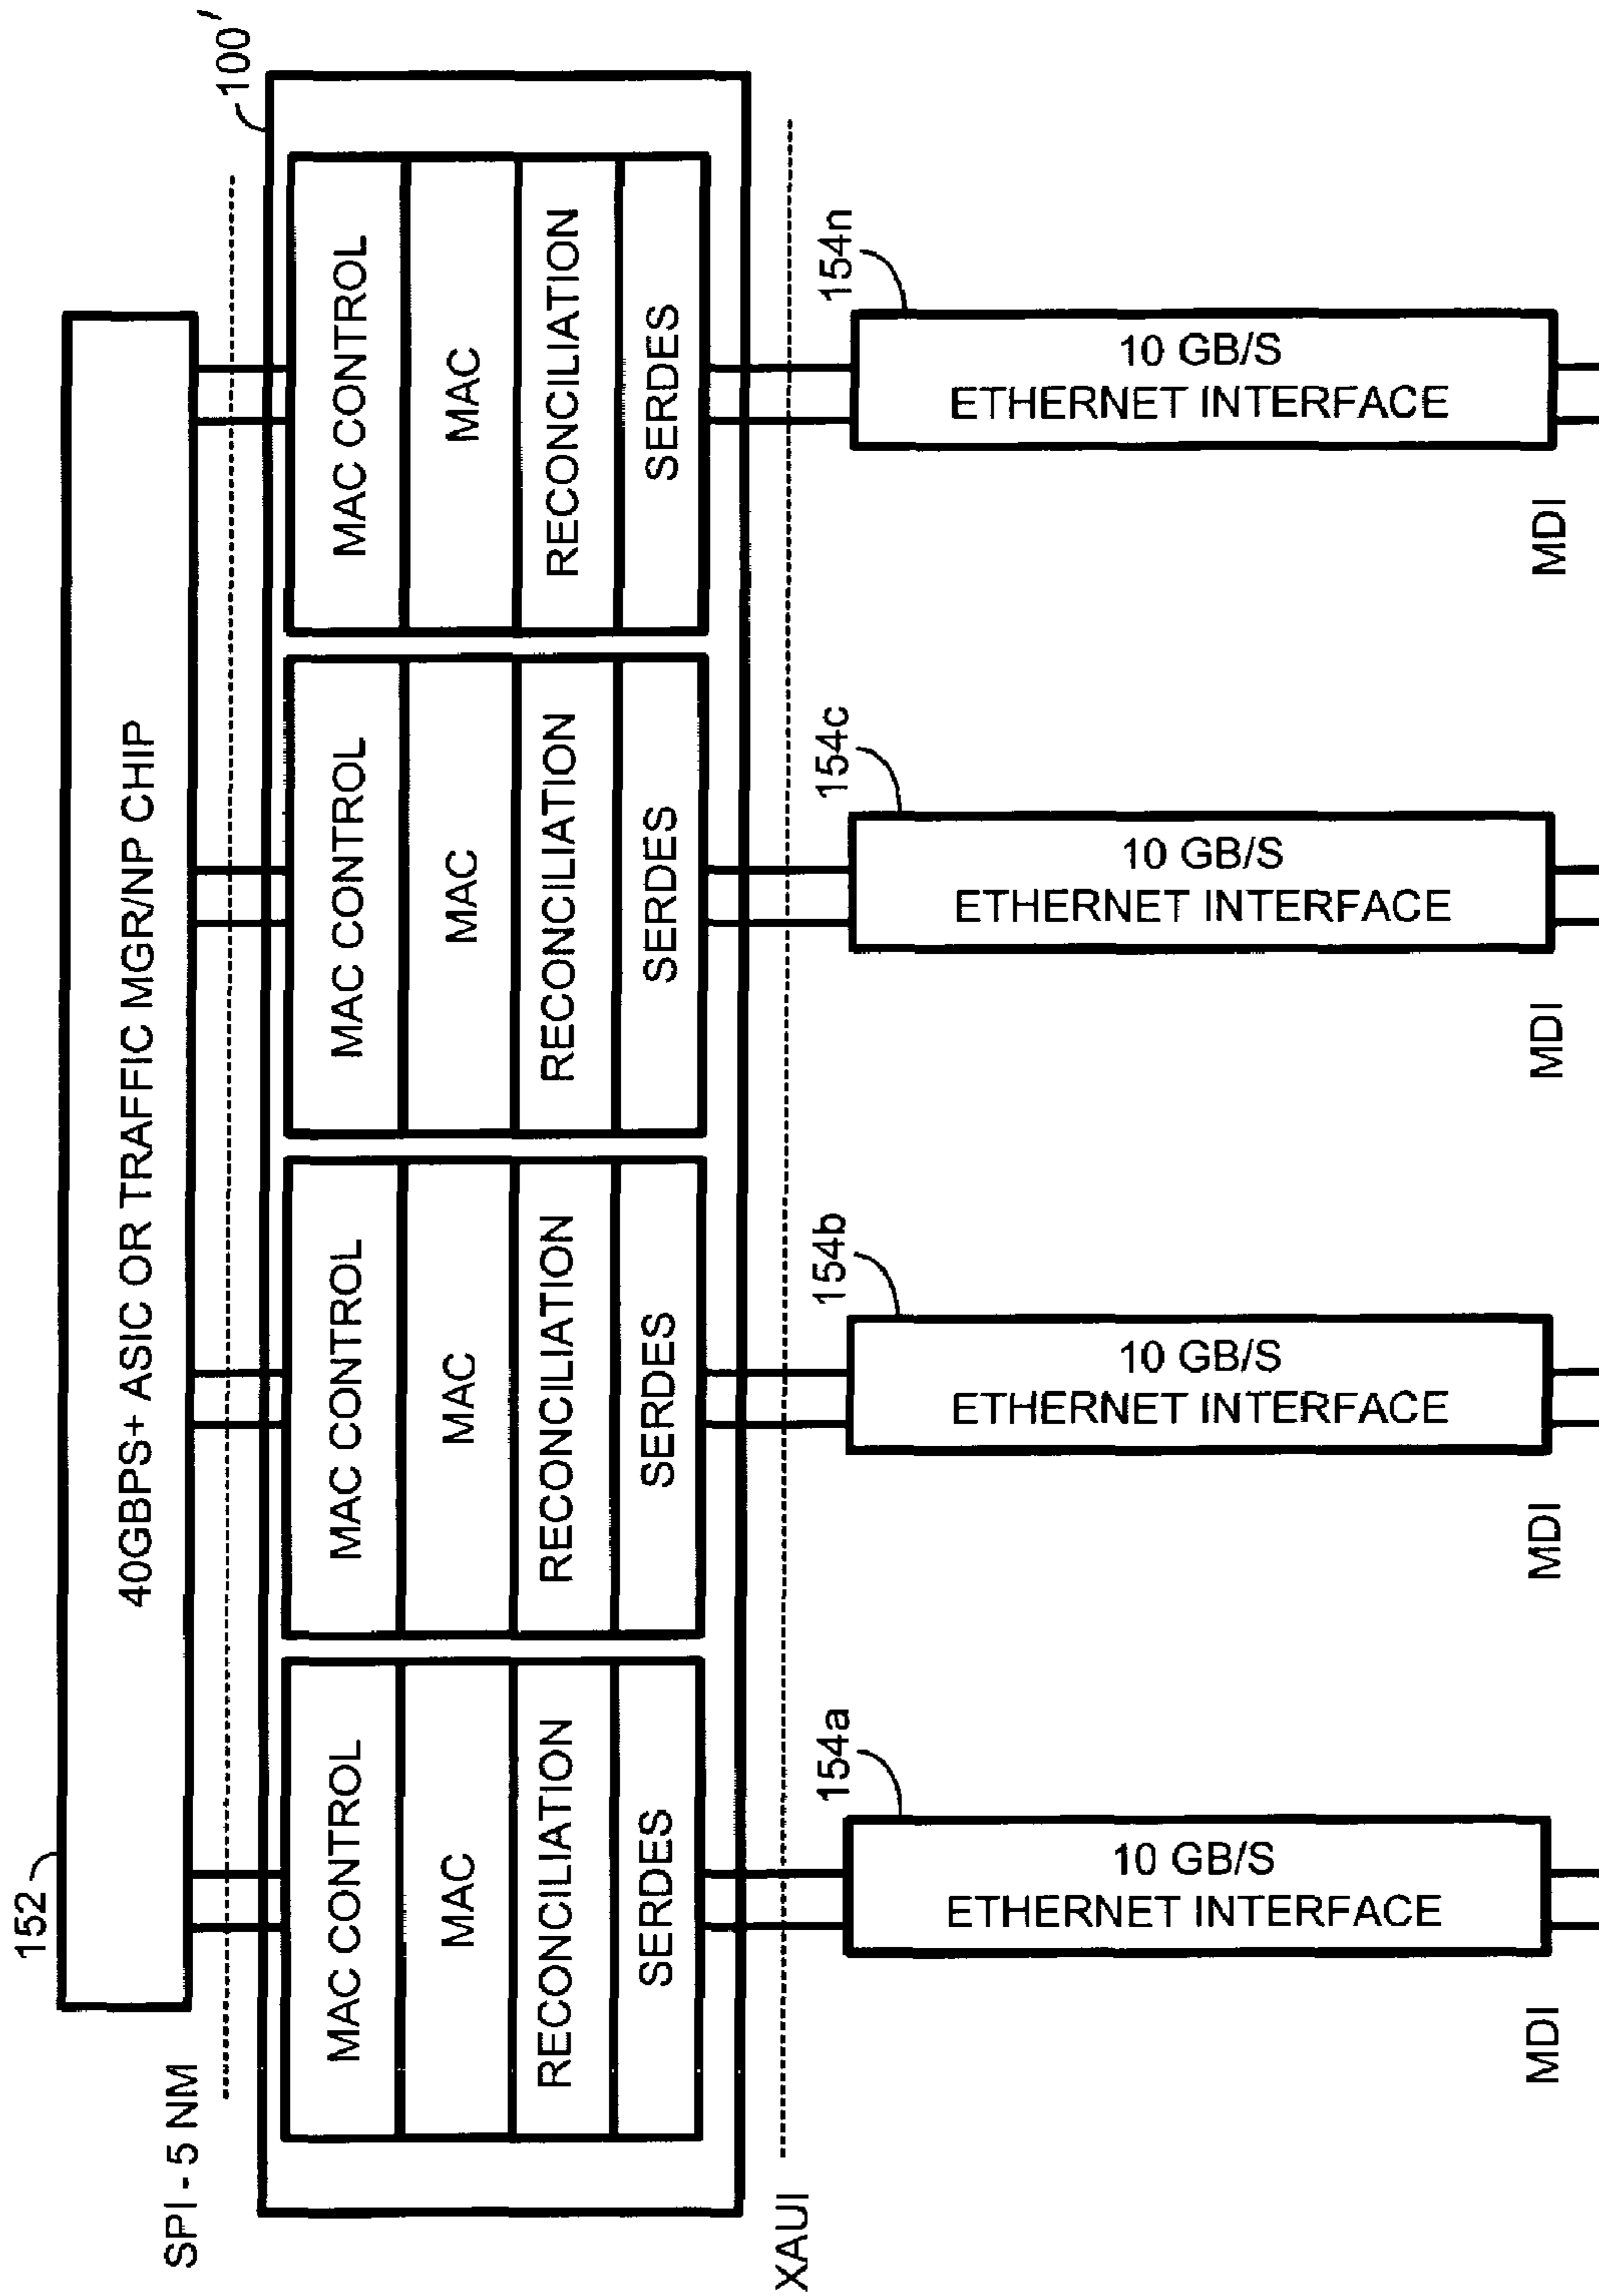 152
40GBPS+ ASIC OR TRAFFIC MGR/NP CHIP
SPI - 5 NM
100'
MAC CONTROL
MAC
RECONCILIATION
SERDES
MAC CONTROL
MAC
RECONCILIATION
SERDES
MAC CONTROL
MAC
RECONCILIATION
SERDES
MAC CONTROL
MAC
RECONCILIATION
SERDES
XAUI
154a
10 GB/S
ETHERNET INTERFACE
154b
10 GB/S
ETHERNET INTERFACE
154c
10 GB/S
ETHERNET INTERFACE
154n
10 GB/S
ETHERNET INTERFACE
MDI
MDI
MDI
MDI